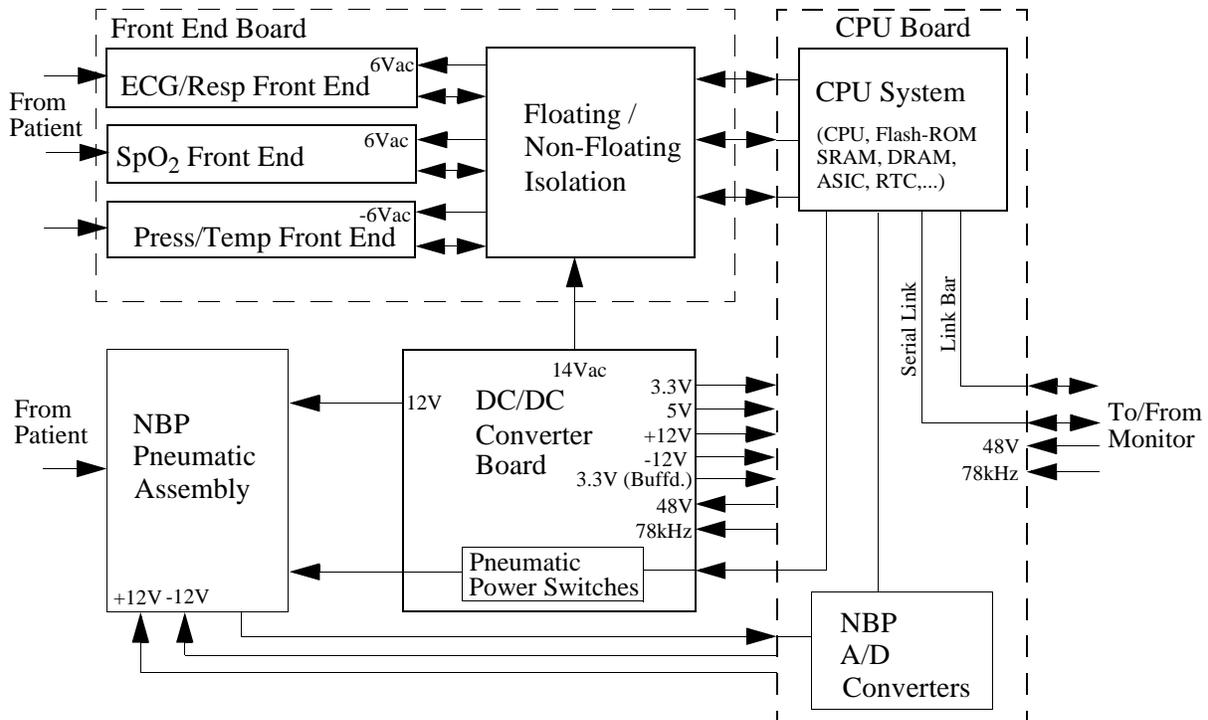 Front End Board
CPU Board
ECG/Resp Front End
6Vac
From
Patient
SpO2 Front End
6Vac
Press/Temp Front End
-6Vac
Floating /
Non-Floating
Isolation
CPU System
(CPU, Flash-ROM
SRAM, DRAM,
ASIC, RTC,...)
Serial Link
Link Bar
To/From
Monitor
48V
78kHz
From
Patient
NBP
Pneumatic
Assembly
+12V -12V
14Vac
12V
DC/DC
Converter
Board
3.3V
5V
+12V
-12V
3.3V (Buffd.)
48V
78kHz
Pneumatic
Power Switches
NBP
A/D
Converters